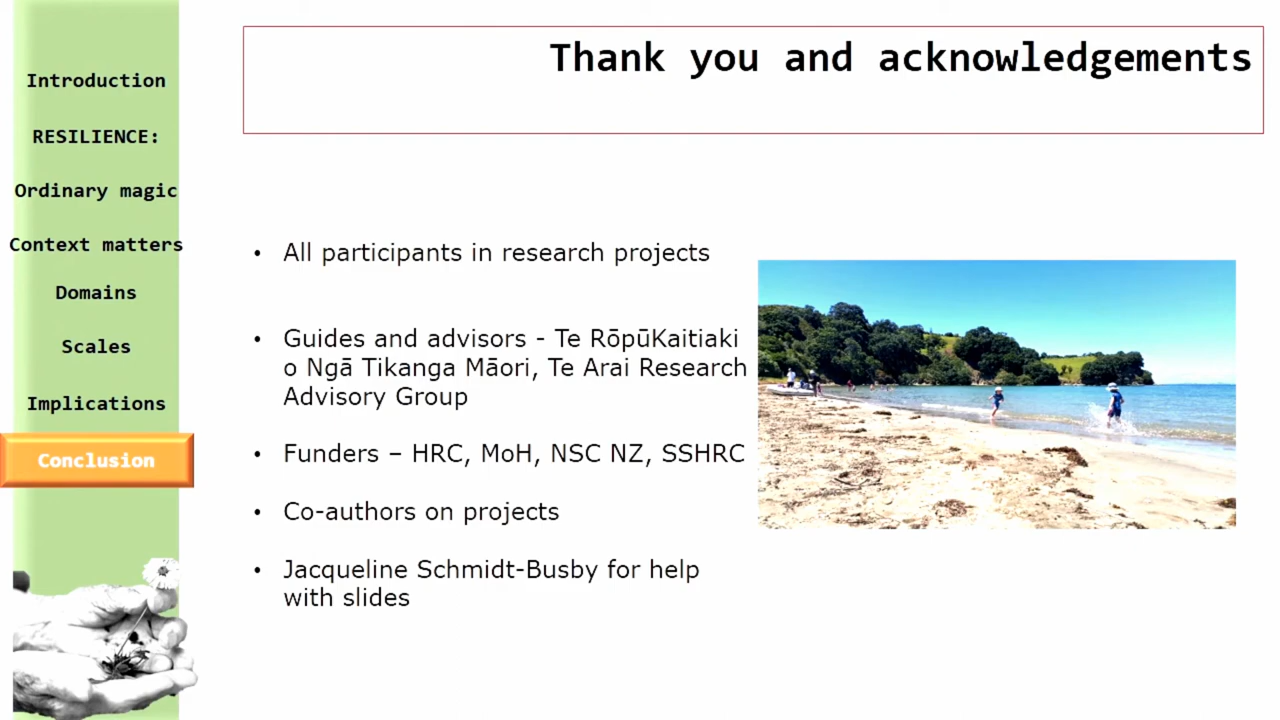 Introduction
RESILIENCE:
Ordinary magic
Context matters
Domains
Scales
Implications
Conclusion
Thank you and acknowledgements
• All participants in research projects
• Guides and advisors - Te RōpūKaitiaki
o Ngā Tikanga Māori, Te Arai Research
Advisory Group
• Funders – HRC, MoH, NSC NZ, SSHRC
• Co-authors on projects
• Jacqueline Schmidt-Busby for help
with slides